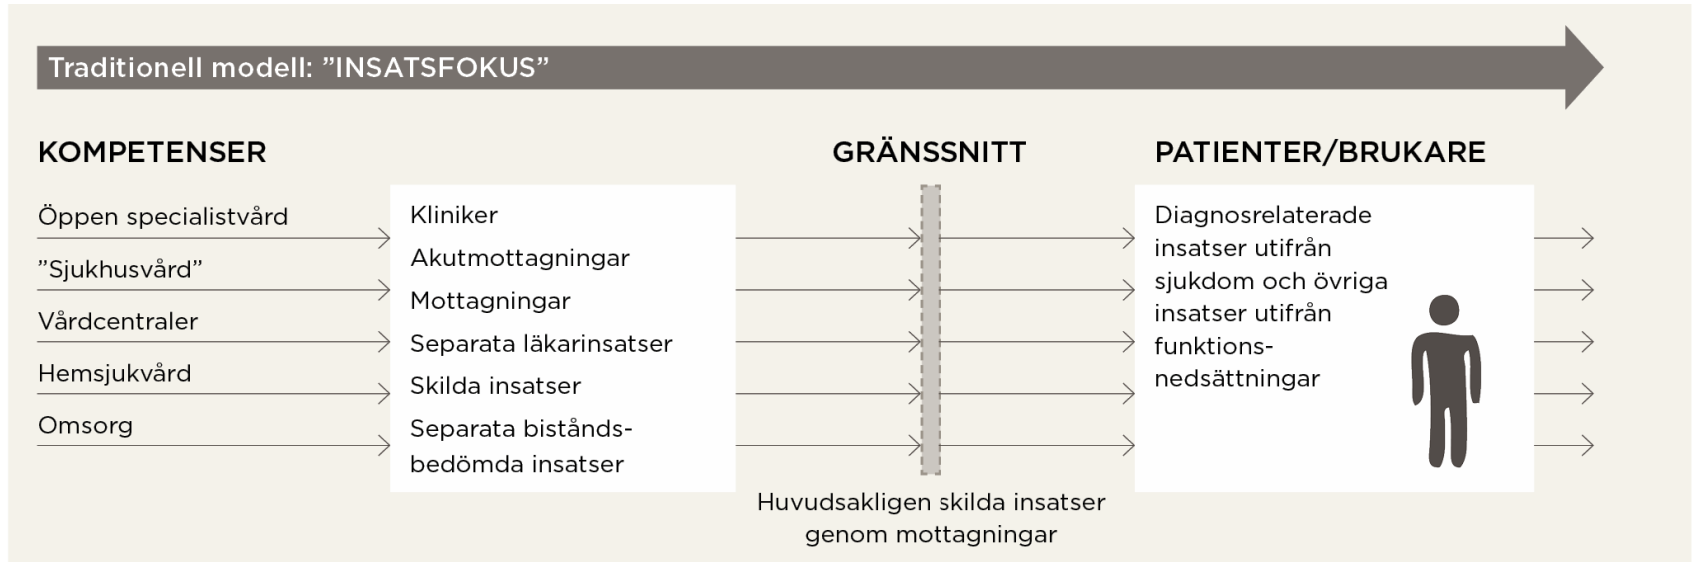 Traditionell modell: ”INSATSFOKUS”
KOMPETENSER
Öppen specialistvård
”Sjukhusvård”
Vårdcentraler
Hemsjukvård
Omsorg
Kliniker
Akutmottagningar
Mottagningar
Separata läkarinsatser
Skilda insatser
Separata bistånds-
bedömda insatser
GRÄNSSNITT
Huvudsakligen skilda insatser
genom mottagningar
PATIENTER/BRUKARE
Diagnosrelaterade
insatser utifrån
sjukdom och övriga
insatser utifrån
funktions-
nedsättningar